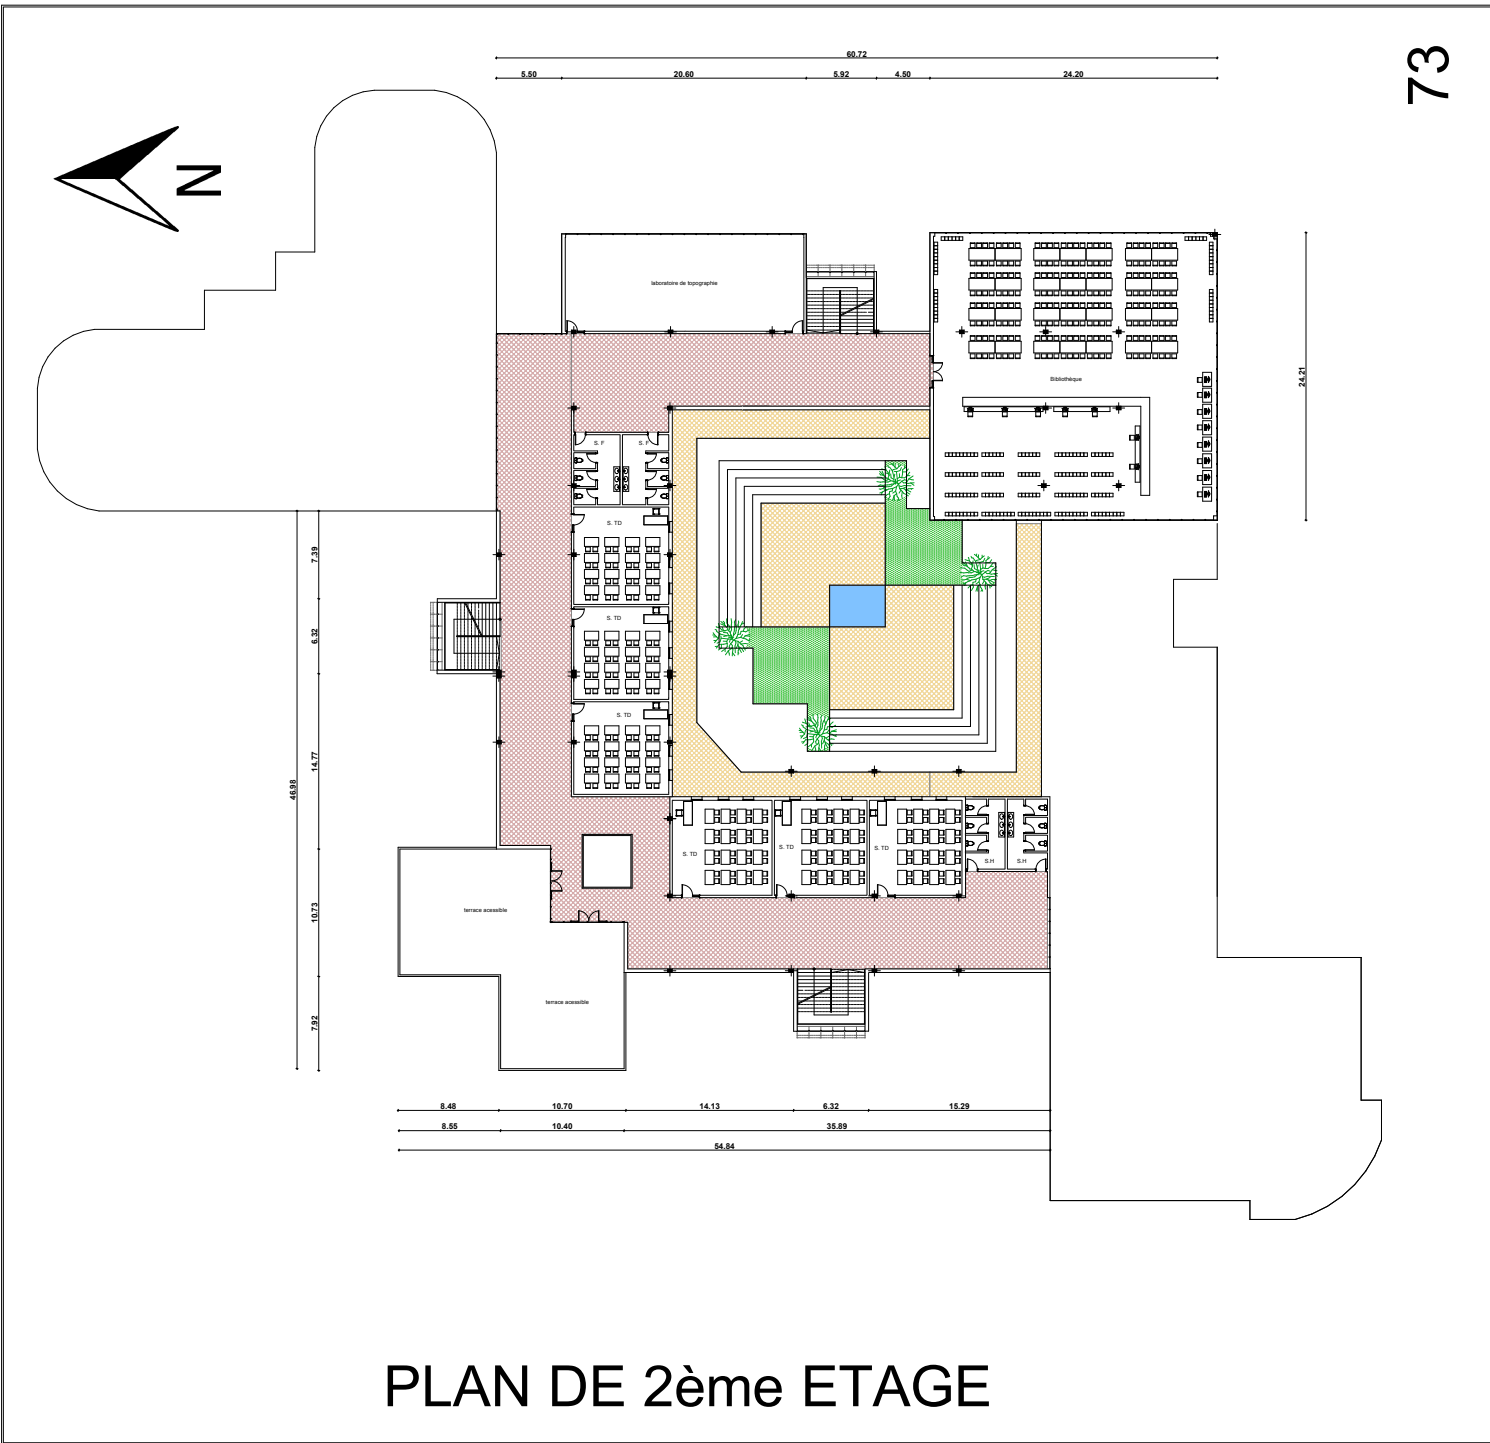 60.72
73
5.50 20.60 5.92 4.50 24.20
N
laboratoire de topographie
24.21
Bibliothèque
S. F S. F
S. TD
7.39
S. TD
6.32
S. TD
14.77
46.98
S. TD S. TD S. TD
S.H S.H
terrace acessible
10.73
terrace acessible
7.92
8.48 10.70 14.13 6.32 15.29
8.55 10.40 35.89
54.84
PLAN DE 2ème ETAGE